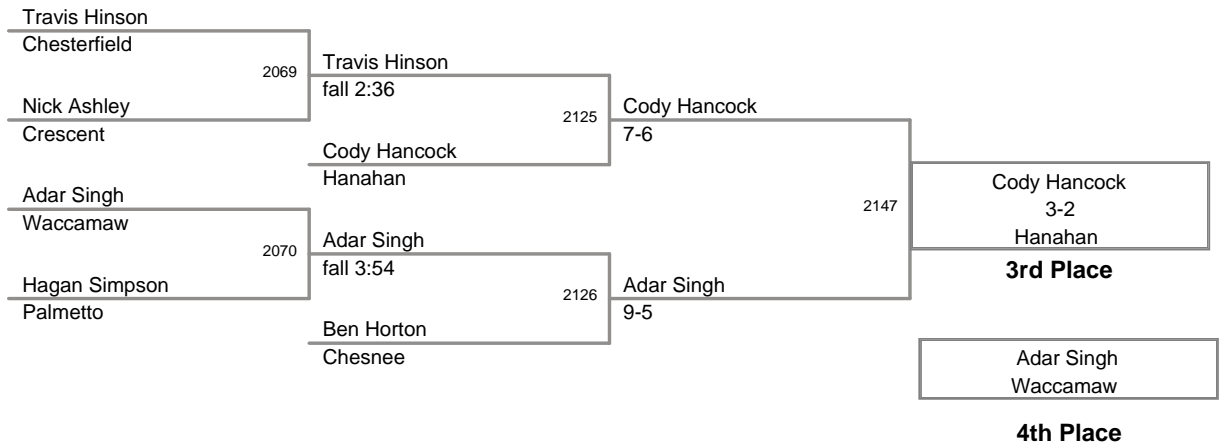 Travis Hinson
Chesterfield
2069
Travis Hinson
fall 2:36
Nick Ashley
Crescent
2125
Cody Hancock
7-6
Cody Hancock
Hanahan
Adar Singh
Waccamaw
2070
Adar Singh
fall 3:54
Hagan Simpson
Palmetto
2126
Adar Singh
9-5
Ben Horton
Chesnee
2147
Cody Hancock
3-2
Hanahan
3rd Place
Adar Singh
Waccamaw
4th Place